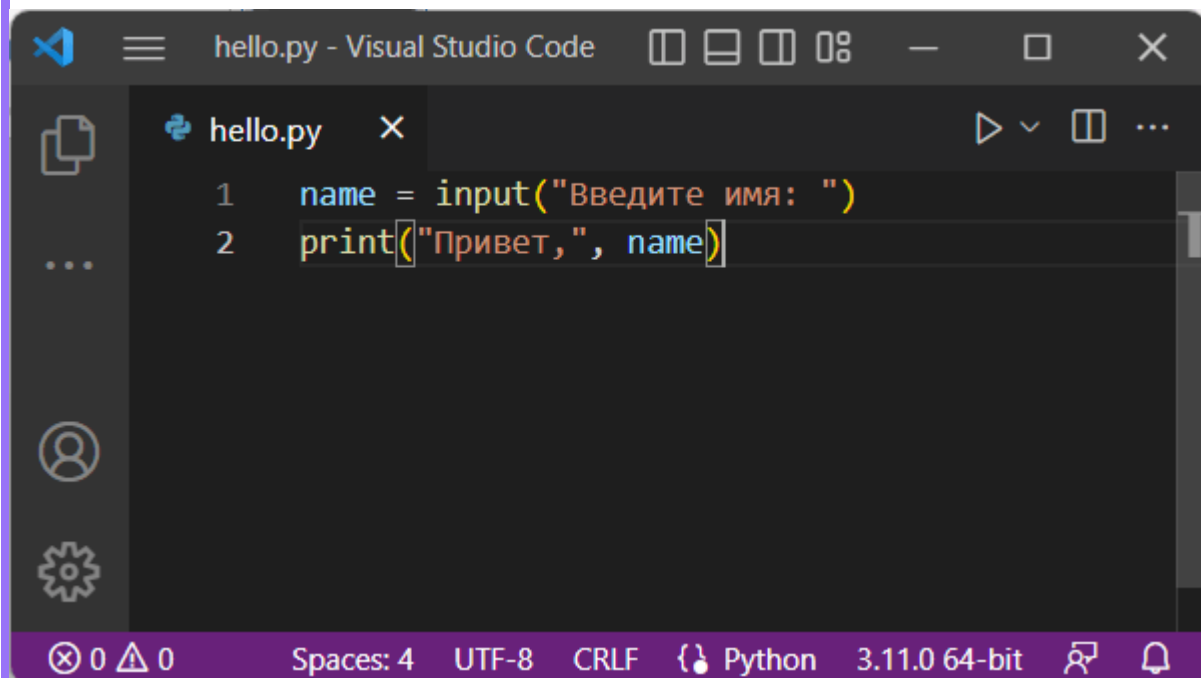 hello.py - Visual Studio Code
hello.py
1 name = input("Введите имя: ")
2 print("Привет,", name)
0 0 Spaces: 4 UTF-8 CRLF Python 3.11.0 64-bit